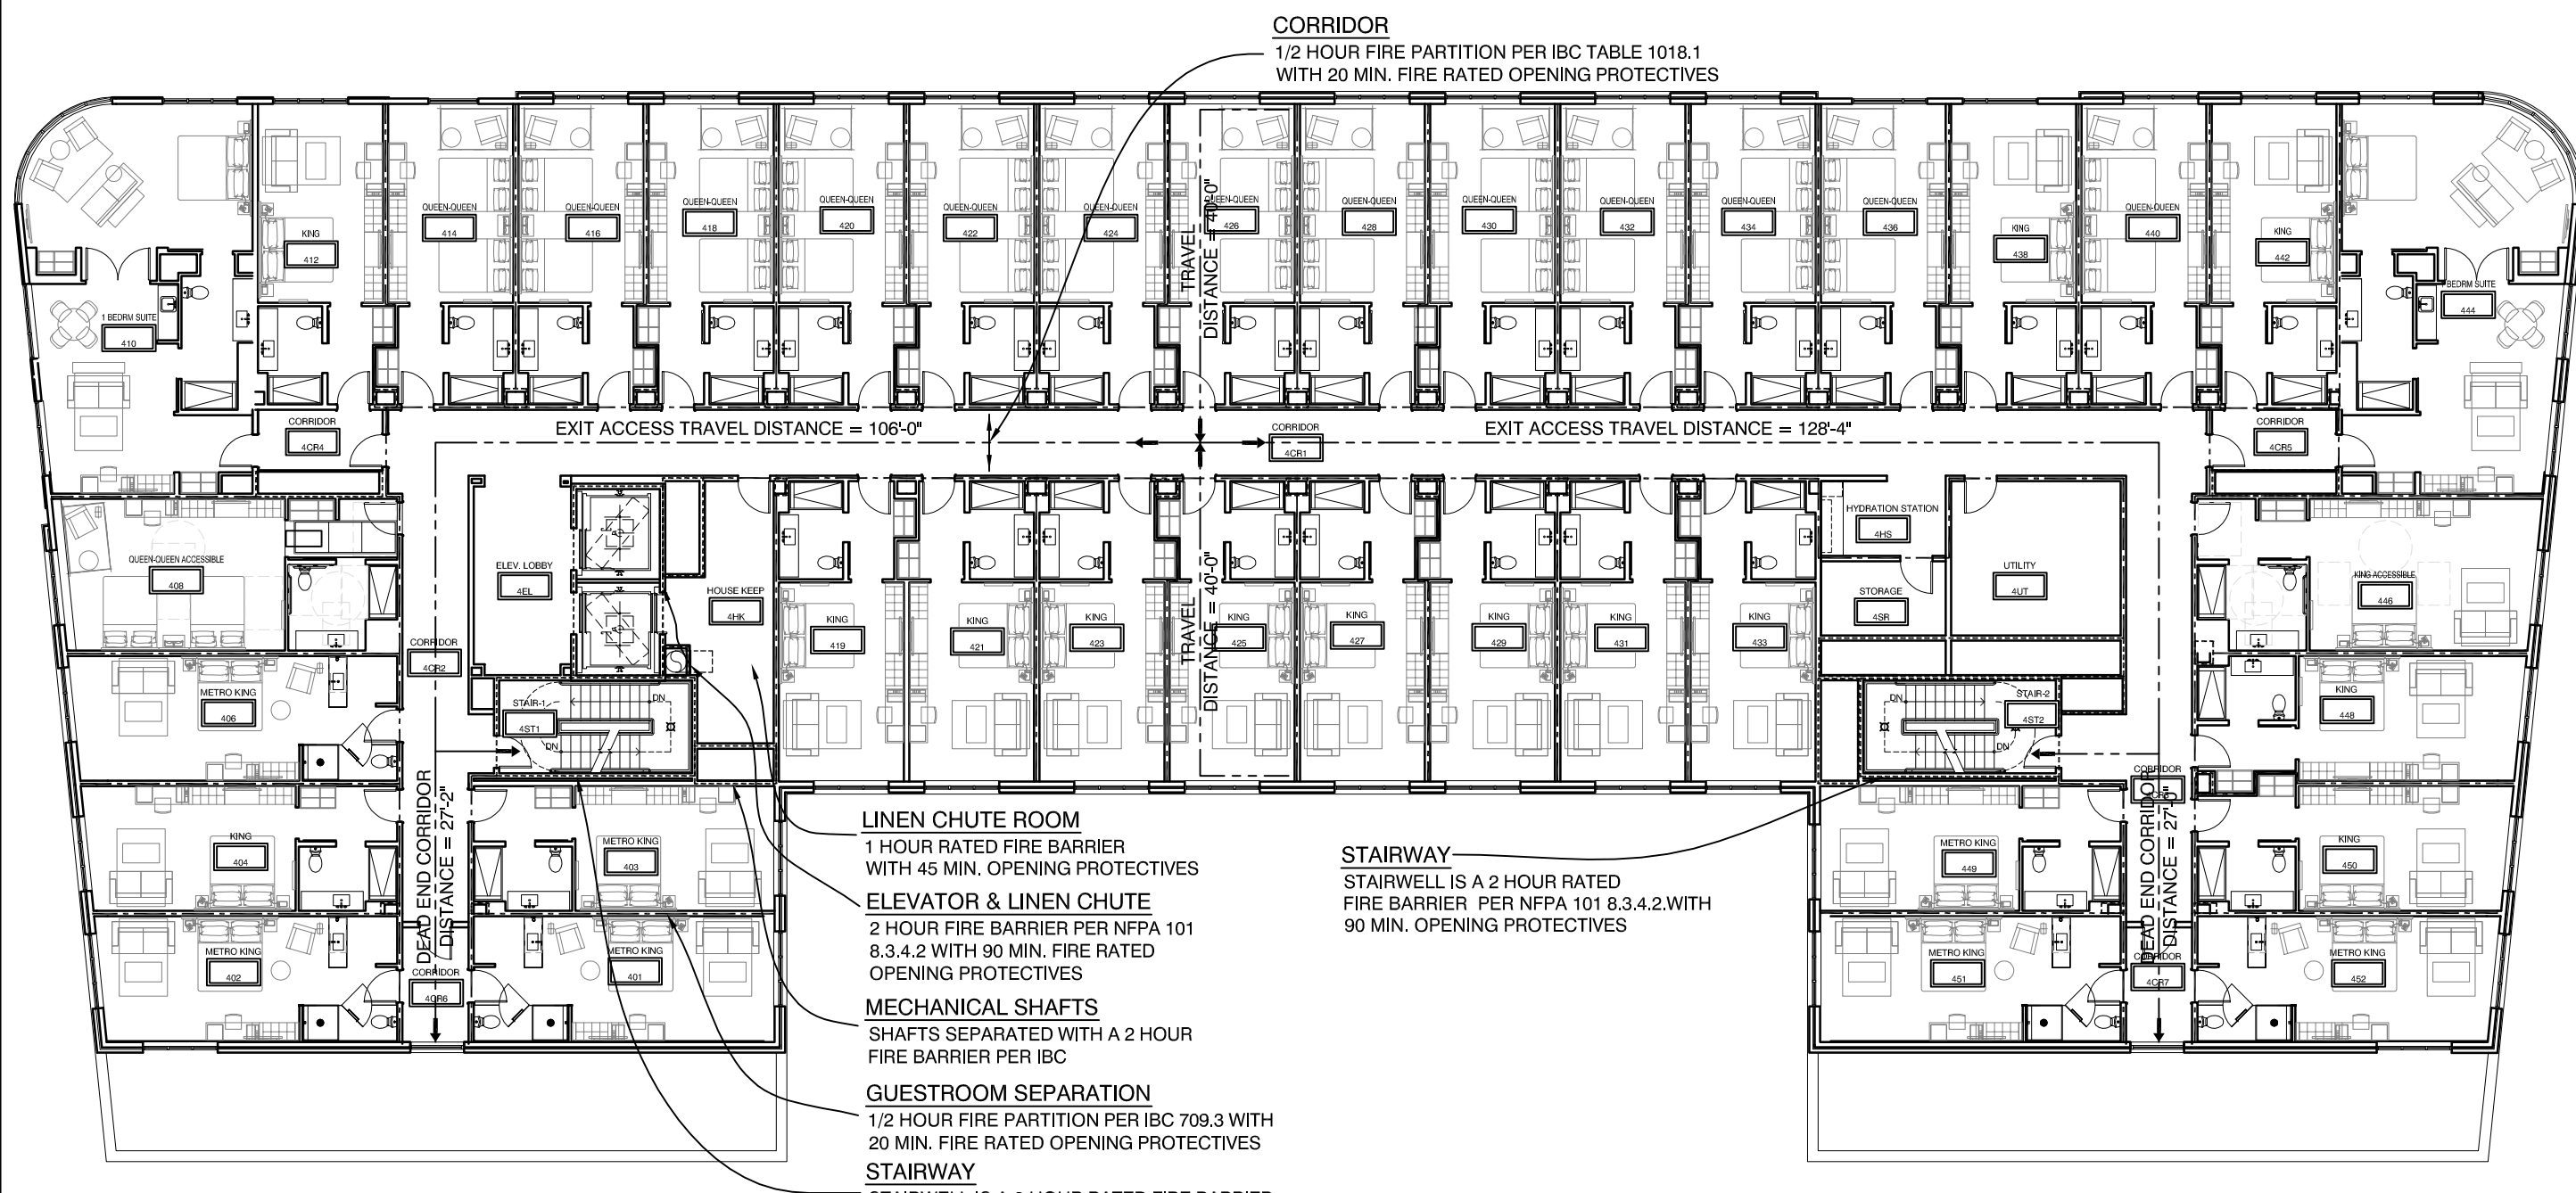 CORRIDOR
1/2 HOUR FIRE PARTITION PER IBC TABLE 1018.1
WITH 20 MIN. FIRE RATED OPENING PROTECTIVES
QUEEN-QUEEN
414
QUEEN-QUEEN
416
QUEEN-QUEEN
418
QUEEN-QUEEN
420
QUEEN-QUEEN
422
QUEEN-QUEEN
424
QUEEN-QUEEN
426
QUEEN-QUEEN
428
QUEEN-QUEEN
430
QUEEN-QUEEN
432
QUEEN-QUEEN
434
QUEEN-QUEEN
436
KING
438
QUEEN-QUEEN
440
KING
442
KING
412
1 BEDRM SUITE
410
BEDRM SUITE
444
TRAVEL
DISTANCE = 40'-0"
CORRIDOR
4CR4
EXIT ACCESS TRAVEL DISTANCE = 106'-0"
CORRIDOR
4CR1
EXIT ACCESS TRAVEL DISTANCE = 128'-4"
CORRIDOR
4CR5
QUEEN-QUEEN ACCESSIBLE
408
ELEV. LOBBY
4EL
HOUSE KEEP
4HK
KING
419
KING
421
KING
423
KING
425
KING
427
KING
429
KING
431
KING
433
TRAVEL
DISTANCE = 40'-0"
HYDRATION STATION
4HS
STORAGE
4SR
UTILITY
4UT
KING ACCESSIBLE
446
CORRIDOR
4CR2
METRO KING
406
STAIR-1
4ST1
DN
DN
STAIR-2
4ST2
DN
DN
KING
448
CORRIDOR
DEAD END CORRIDOR
DISTANCE = 27'-2"
DEAD END CORRIDOR
DISTANCE = 27'-0"
KING
404
METRO KING
403
METRO KING
449
KING
450
METRO KING
402
METRO KING
401
METRO KING
451
METRO KING
452
CORRIDOR
4CR6
CORRIDOR
4CR7
LINEN CHUTE ROOM
1 HOUR RATED FIRE BARRIER
WITH 45 MIN. OPENING PROTECTIVES
ELEVATOR & LINEN CHUTE
2 HOUR FIRE BARRIER PER NFPA 101
8.3.4.2 WITH 90 MIN. FIRE RATED
OPENING PROTECTIVES
MECHANICAL SHAFTS
SHAFTS SEPARATED WITH A 2 HOUR
FIRE BARRIER PER IBC
GUESTROOM SEPARATION
1/2 HOUR FIRE PARTITION PER IBC 709.3 WITH
20 MIN. FIRE RATED OPENING PROTECTIVES
STAIRWAY
STAIRWELL IS A 2 HOUR RATED FIRE BARRIER
STAIRWAY
STAIRWELL IS A 2 HOUR RATED
FIRE BARRIER PER NFPA 101 8.3.4.2.WITH
90 MIN. OPENING PROTECTIVES